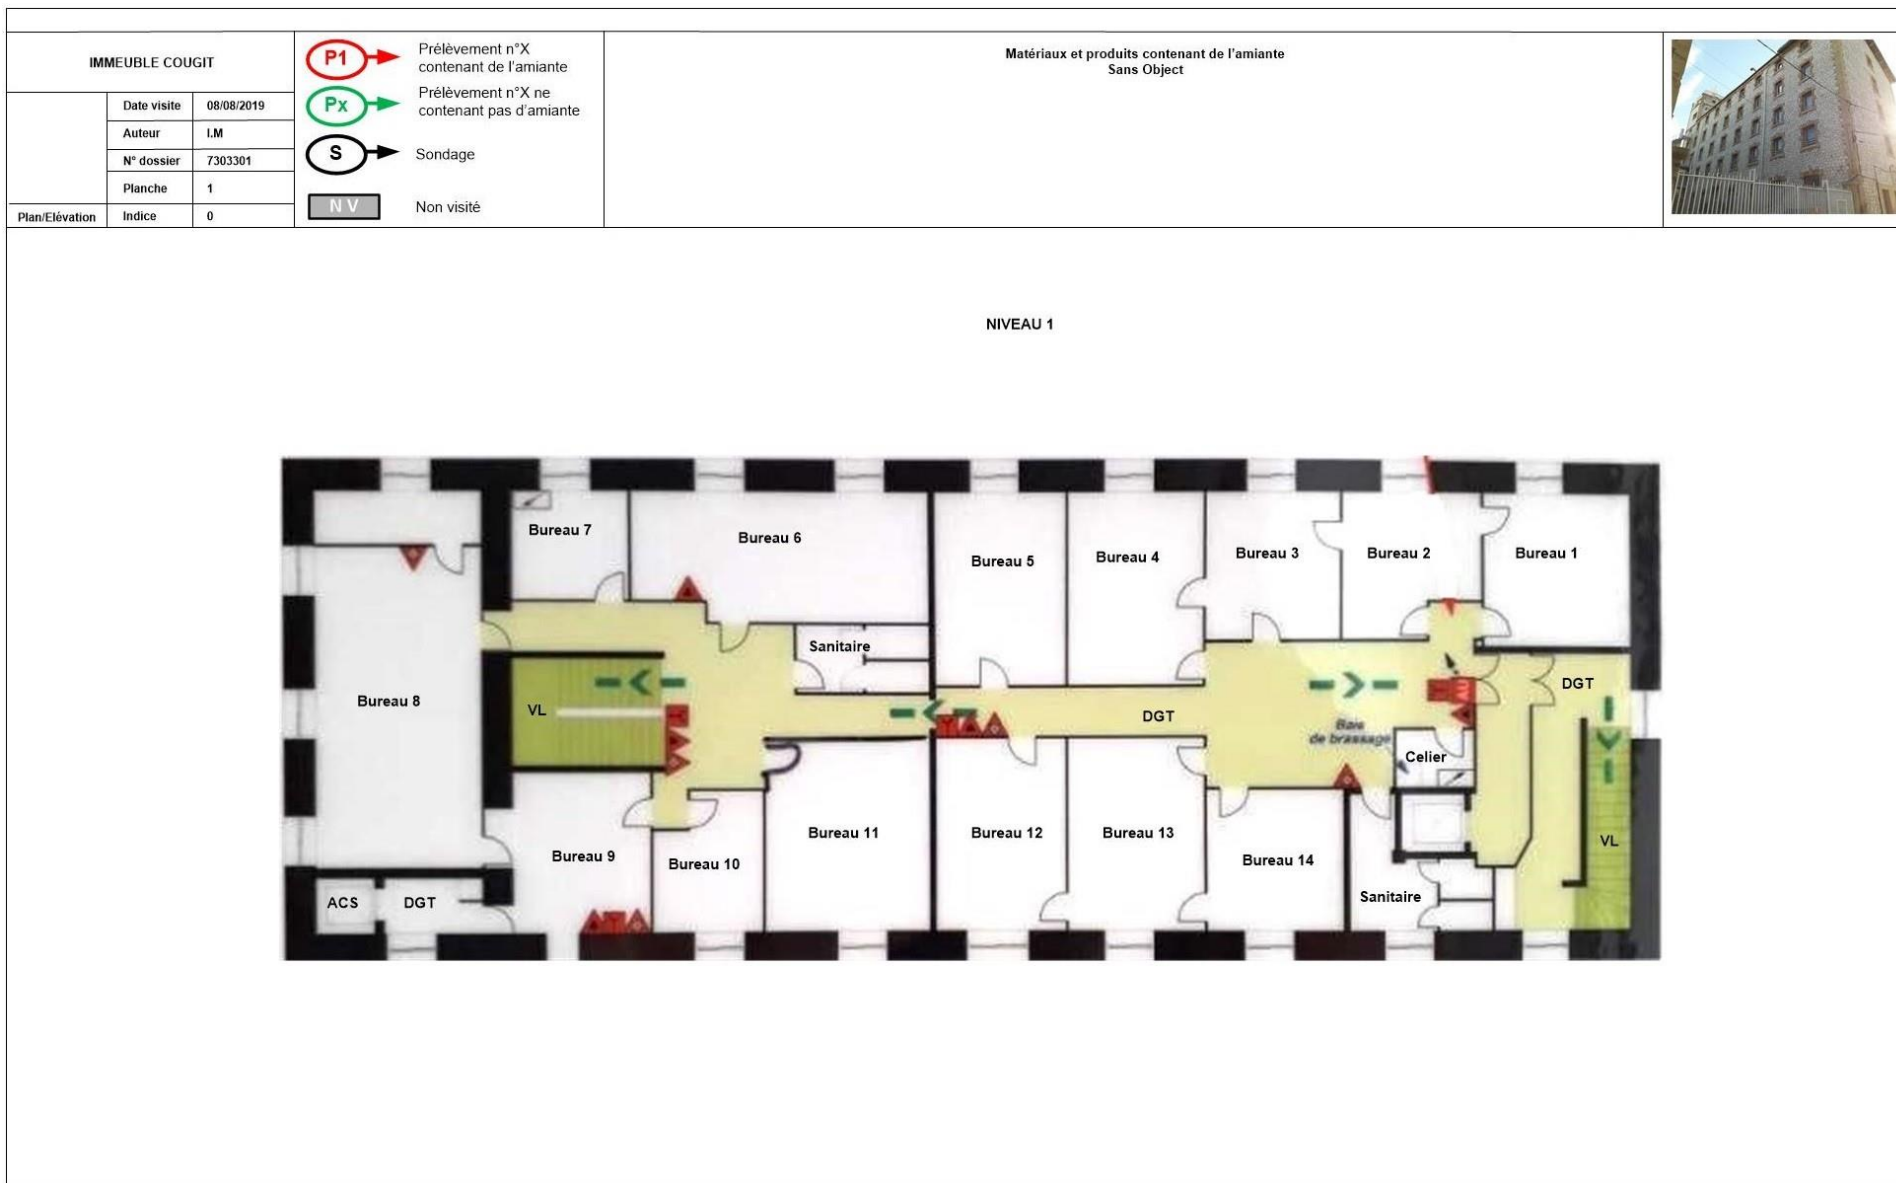 IMMEUBLE COUGIT
Date visite 08/08/2019
Auteur I.M
N° dossier 7303301
Planche 1
Plan/Elévation Indice 0
P1 Prélèvement n°X
contenant de l'amiante
Px Prélèvement n°X ne
contenant pas d'amiante
S Sondage
N V Non visité
Matériaux et produits contenant de l'amiante
Sans Object
NIVEAU 1
Bureau 7
Bureau 6
Bureau 5
Bureau 4
Bureau 3
Bureau 2
Bureau 1
Sanitaire
Bureau 8
VL
DGT
DGT
Baie
de brassage
Celier
Bureau 9
Bureau 10
Bureau 11
Bureau 12
Bureau 13
Bureau 14
VL
ACS
DGT
Sanitaire